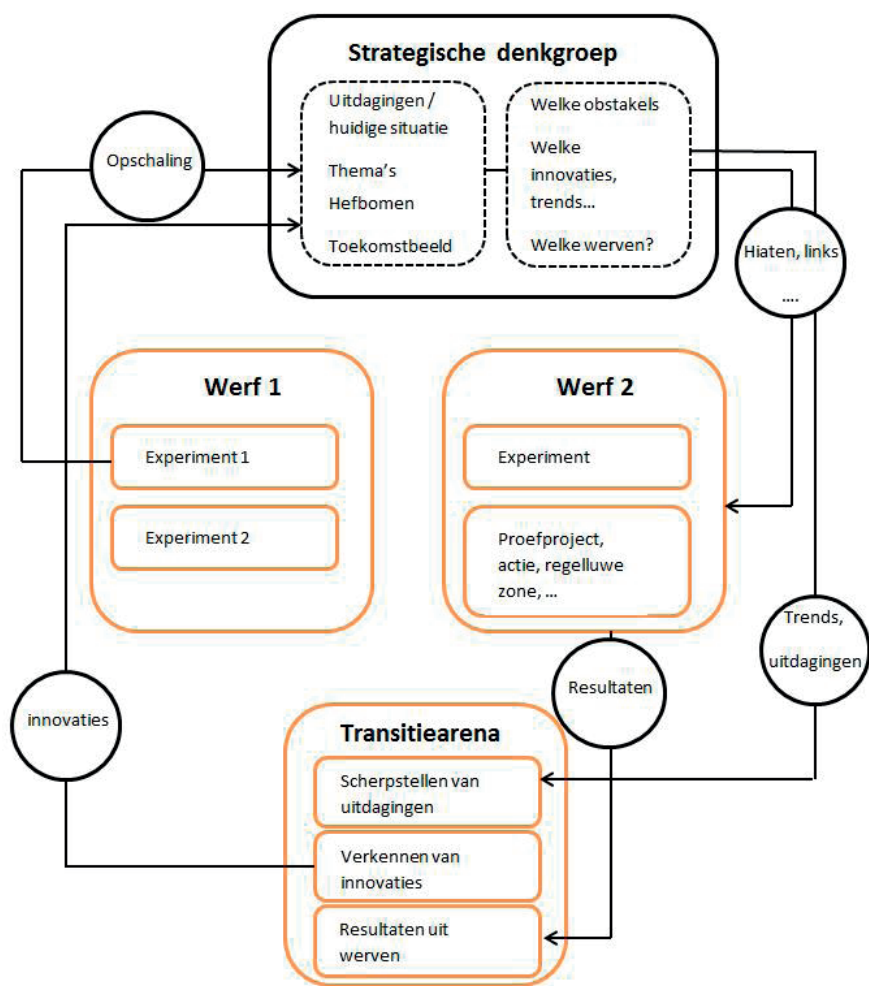 Strategische denkgroep
Uitdagingen /
huidige situatie
Thema's
Hefbomen
Toekomstbeeld
Welke obstakels
Welke
innovaties,
trends...
Welke werven?
Opschaling
Hiaten, links
....
Werf 1
Experiment 1
Experiment 2
Werf 2
Experiment
Proefproject,
actie, regelluwe
zone, ...
Trends,
uitdagingen
Resultaten
innovaties
Transitiearena
Scherpstellen van
uitdagingen
Verkennen van
innovaties
Resultaten uit
werven